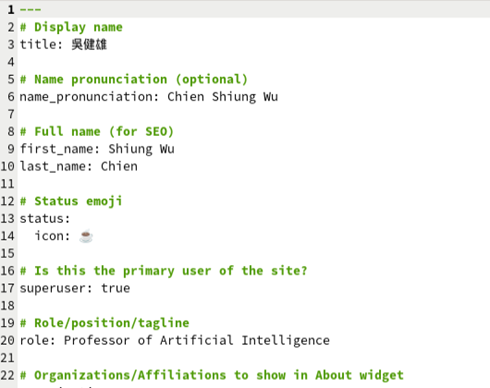 1 ---
2 # Display name
3 title: 吳健雄
4
5 # Name pronunciation (optional)
6 name_pronunciation: Chien Shiung Wu
7
8 # Full name (for SEO)
9 first_name: Shiung Wu
10 last_name: Chien
11
12 # Status emoji
13 status:
14   icon: ☕
15
16 # Is this the primary user of the site?
17 superuser: true
18
19 # Role/position/tagline
20 role: Professor of Artificial Intelligence
21
22 # Organizations/Affiliations to show in About widget